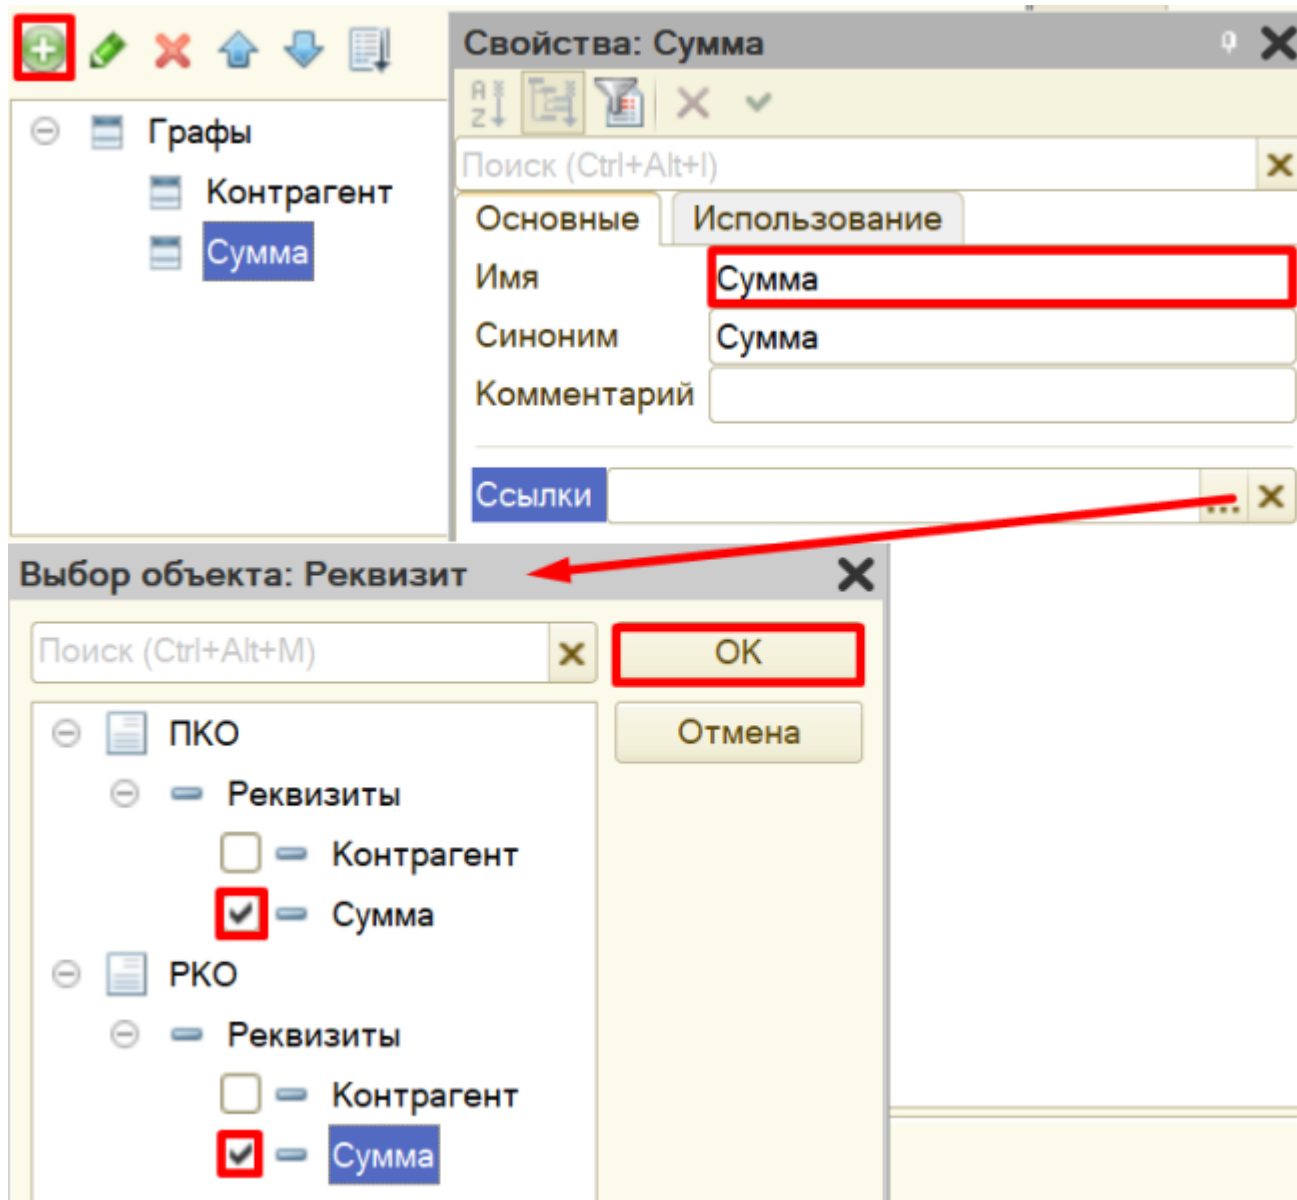 Свойства: Сумма
Графы
Контрагент
Сумма
Поиск (Ctrl+Alt+I)
Основные
Использование
Имя
Сумма
Синоним
Сумма
Комментарий
Ссылки
...
Выбор объекта: Реквизит
Поиск (Ctrl+Alt+M)
OK
Отмена
ПКО
Реквизиты
Контрагент
Сумма
РКО
Реквизиты
Контрагент
Сумма